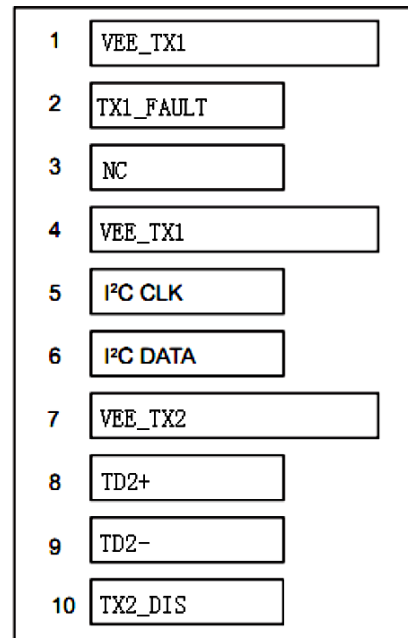 1 VEE_TX1
2 TX1_FAULT
3 NC
4 VEE_TX1
5 I²C CLK
6 I²C DATA
7 VEE_TX2
8 TD2+
9 TD2-
10 TX2_DIS